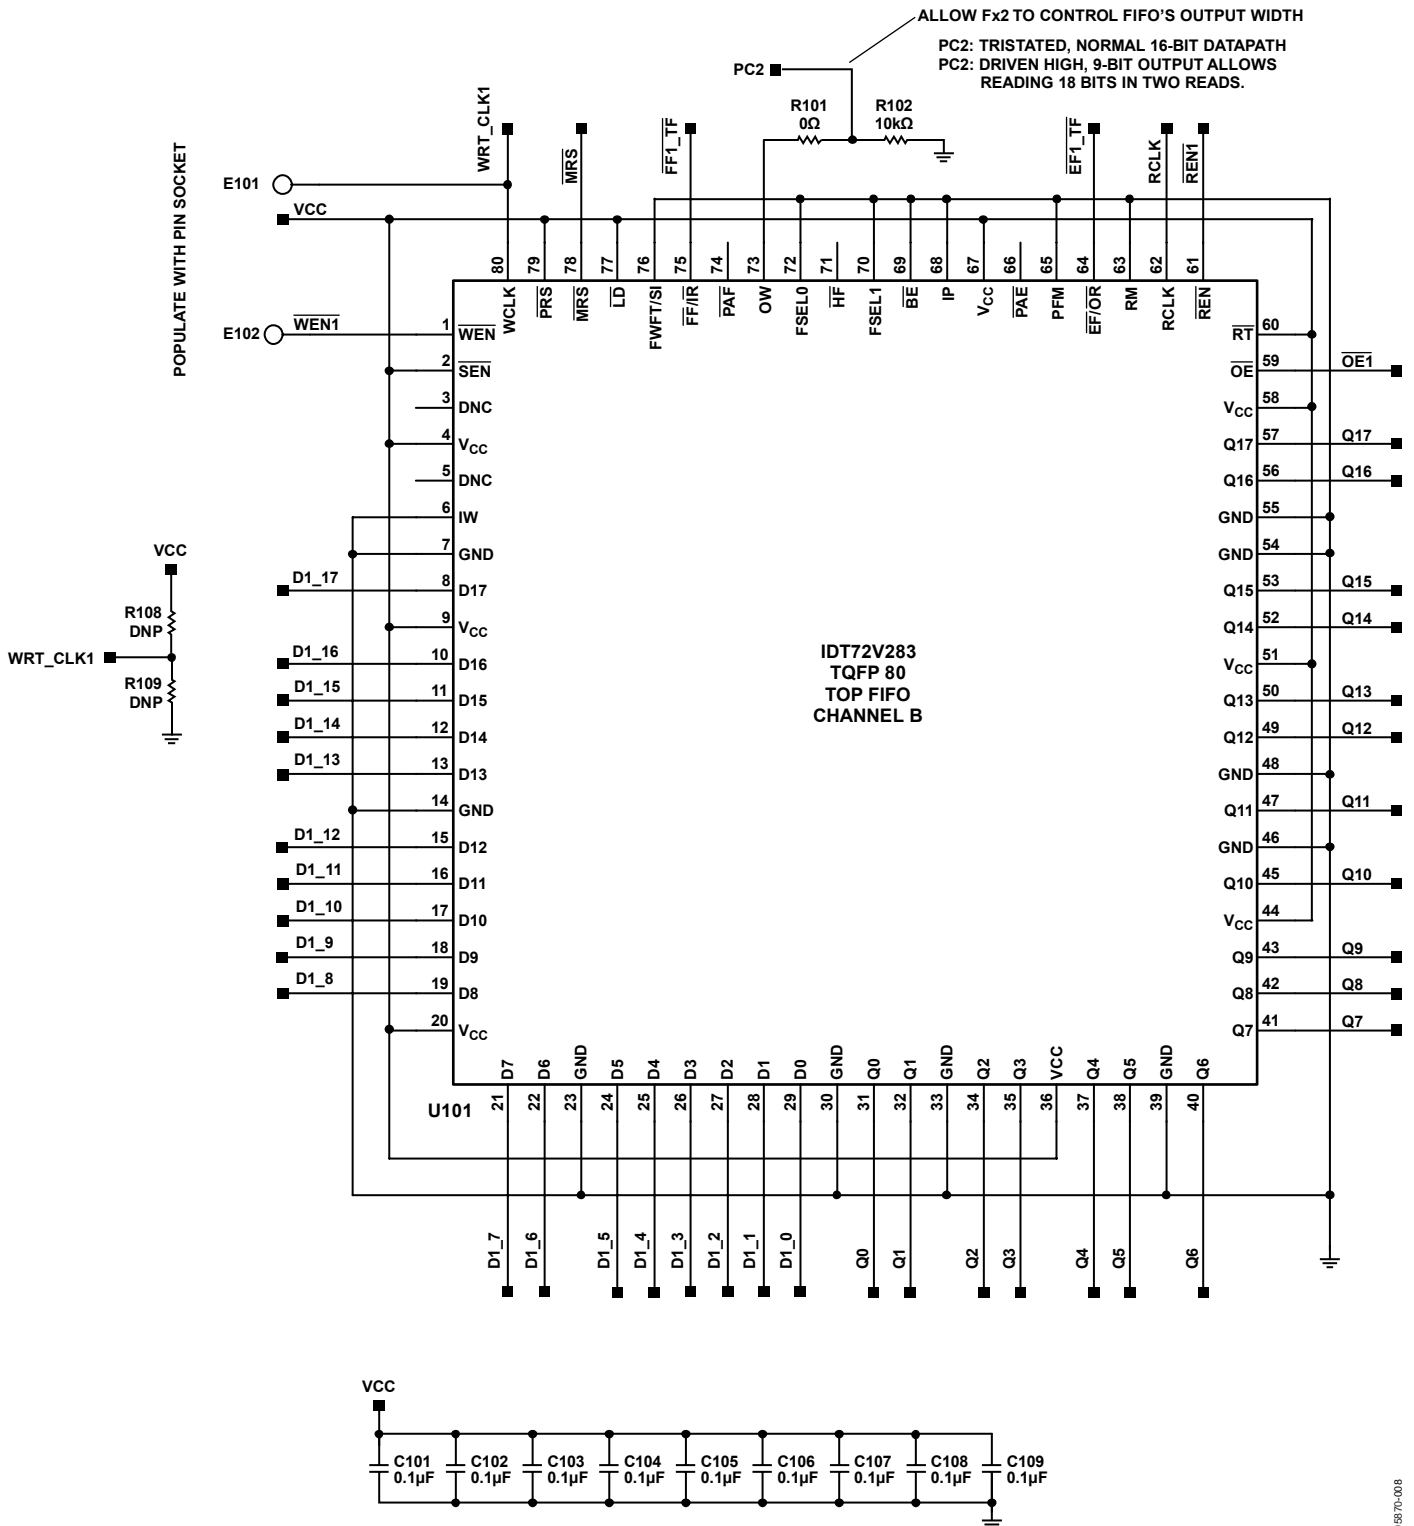 ALLOW Fx2 TO CONTROL FIFO'S OUTPUT WIDTH
PC2: TRISTATED, NORMAL 16-BIT DATAPATH
PC2: DRIVEN HIGH, 9-BIT OUTPUT ALLOWS
READING 18 BITS IN TWO READS.
PC2
R101
0Ω
R102
10kΩ
POPULATE WITH PIN SOCKET
WRT_CLK1
MRS
FF1_TF
EF1_TF
RCLK
REN1
E101
VCC
80
79
78
77
76
75
74
73
72
71
70
69
68
67
66
65
64
63
62
61
WCLK
PRS
MRS
LD
FWFT/SI
FF/IR
PAF
OW
FSEL0
HF
FSEL1
BE
IP
VCC
PAE
PFM
EF/OR
RM
RCLK
REN
E102
WEN1
1 WEN
2 SEN
3 DNC
4 VCC
5 DNC
6 IW
7 GND
D1_17 8 D17
9 VCC
D1_16 10 D16
D1_15 11 D15
D1_14 12 D14
D1_13 13 D13
14 GND
D1_12 15 D12
D1_11 16 D11
D1_10 17 D10
D1_9 18 D9
D1_8 19 D8
20 VCC
VCC
R108
DNP
WRT_CLK1
R109
DNP
IDT72V283
TQFP 80
TOP FIFO
CHANNEL B
RT 60
OE 59 OE1
VCC 58
Q17 57 Q17
Q16 56 Q16
GND 55
GND 54
Q15 53 Q15
Q14 52 Q14
VCC 51
Q13 50 Q13
Q12 49 Q12
GND 48
Q11 47 Q11
GND 46
Q10 45 Q10
VCC 44
Q9 43 Q9
Q8 42 Q8
Q7 41 Q7
D7
D6
GND
D5
D4
D3
D2
D1
D0
GND
Q0
Q1
GND
Q2
Q3
VCC
Q4
Q5
GND
Q6
U101
21
22
23
24
25
26
27
28
29
30
31
32
33
34
35
36
37
38
39
40
D1_7
D1_6
D1_5
D1_4
D1_3
D1_2
D1_1
D1_0
Q0
Q1
Q2
Q3
Q4
Q5
Q6
VCC
C101
0.1µF
C102
0.1µF
C103
0.1µF
C104
0.1µF
C105
0.1µF
C106
0.1µF
C107
0.1µF
C108
0.1µF
C109
0.1µF